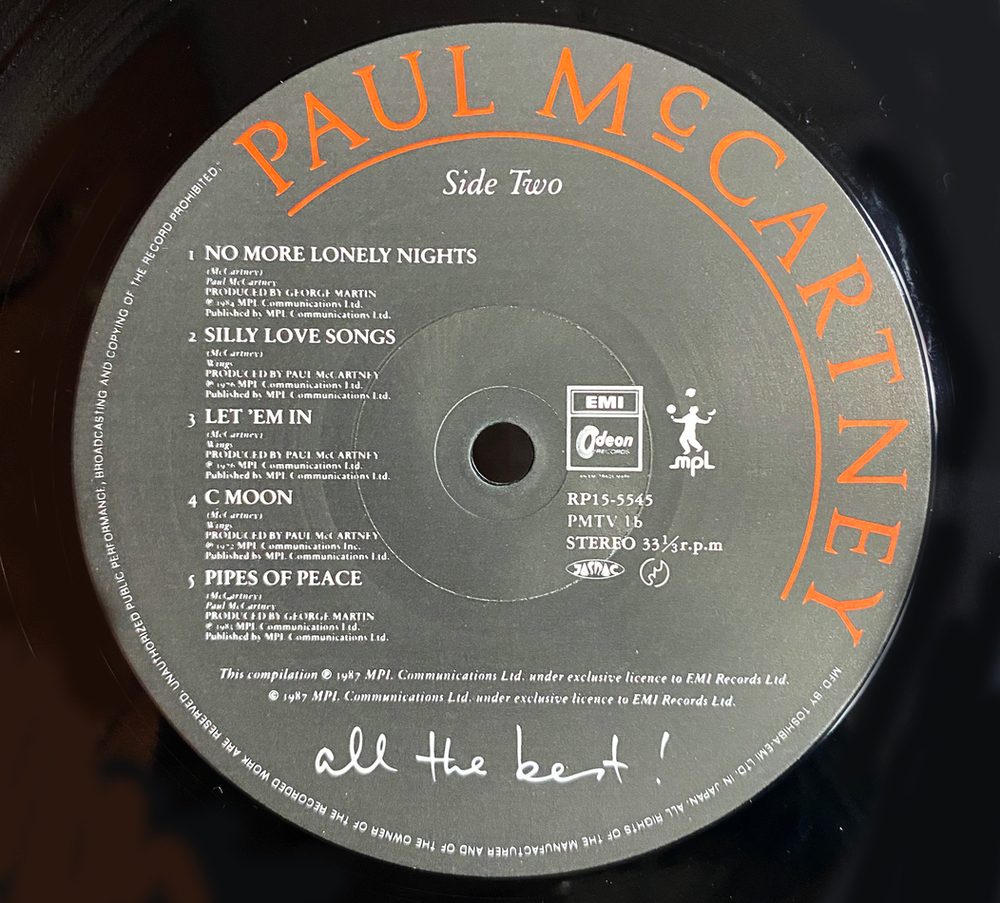 PAUL McCARTNEY
Side Two
1 NO MORE LONELY NIGHTS
(McCartney)
Paul McCartney
PRODUCED BY GEORGE MARTIN
℗ 1984 MPL Communications Ltd.
Published by MPL Communications Ltd.
2 SILLY LOVE SONGS
(McCartney)
Wings
PRODUCED BY PAUL McCARTNEY
℗ 1976 MPL Communications Ltd.
Published by MPL Communications Ltd.
3 LET 'EM IN
(McCartney)
Wings
PRODUCED BY PAUL McCARTNEY
℗ 1976 MPL Communications Ltd.
Published by MPL Communications Ltd.
4 C MOON
(McCartney)
Wings
PRODUCED BY PAUL McCARTNEY
℗ 1972 MPL Communications Inc.
Published by MPL Communications Ltd.
5 PIPES OF PEACE
(McCartney)
Paul McCartney
PRODUCED BY GEORGE MARTIN
℗ 1983 MPL Communications Ltd.
Published by MPL Communications Ltd.
EMI
Odeon
RECORDS
mpl
RP15-5545
PMTV 1b
STEREO 33⅓ r.p.m
JASRAC
This compilation ℗ 1987 MPL Communications Ltd. under exclusive licence to EMI Records Ltd.
© 1987 MPL Communications Ltd. under exclusive licence to EMI Records Ltd.
all the best!
MFD BY TOSHIBA-EMI LTD. IN JAPAN. ALL RIGHTS OF THE MANUFACTURER AND OF THE OWNER OF THE RECORDED WORK ARE RESERVED. UNAUTHORIZED PUBLIC PERFORMANCE, BROADCASTING AND COPYING OF THE RECORD PROHIBITED.